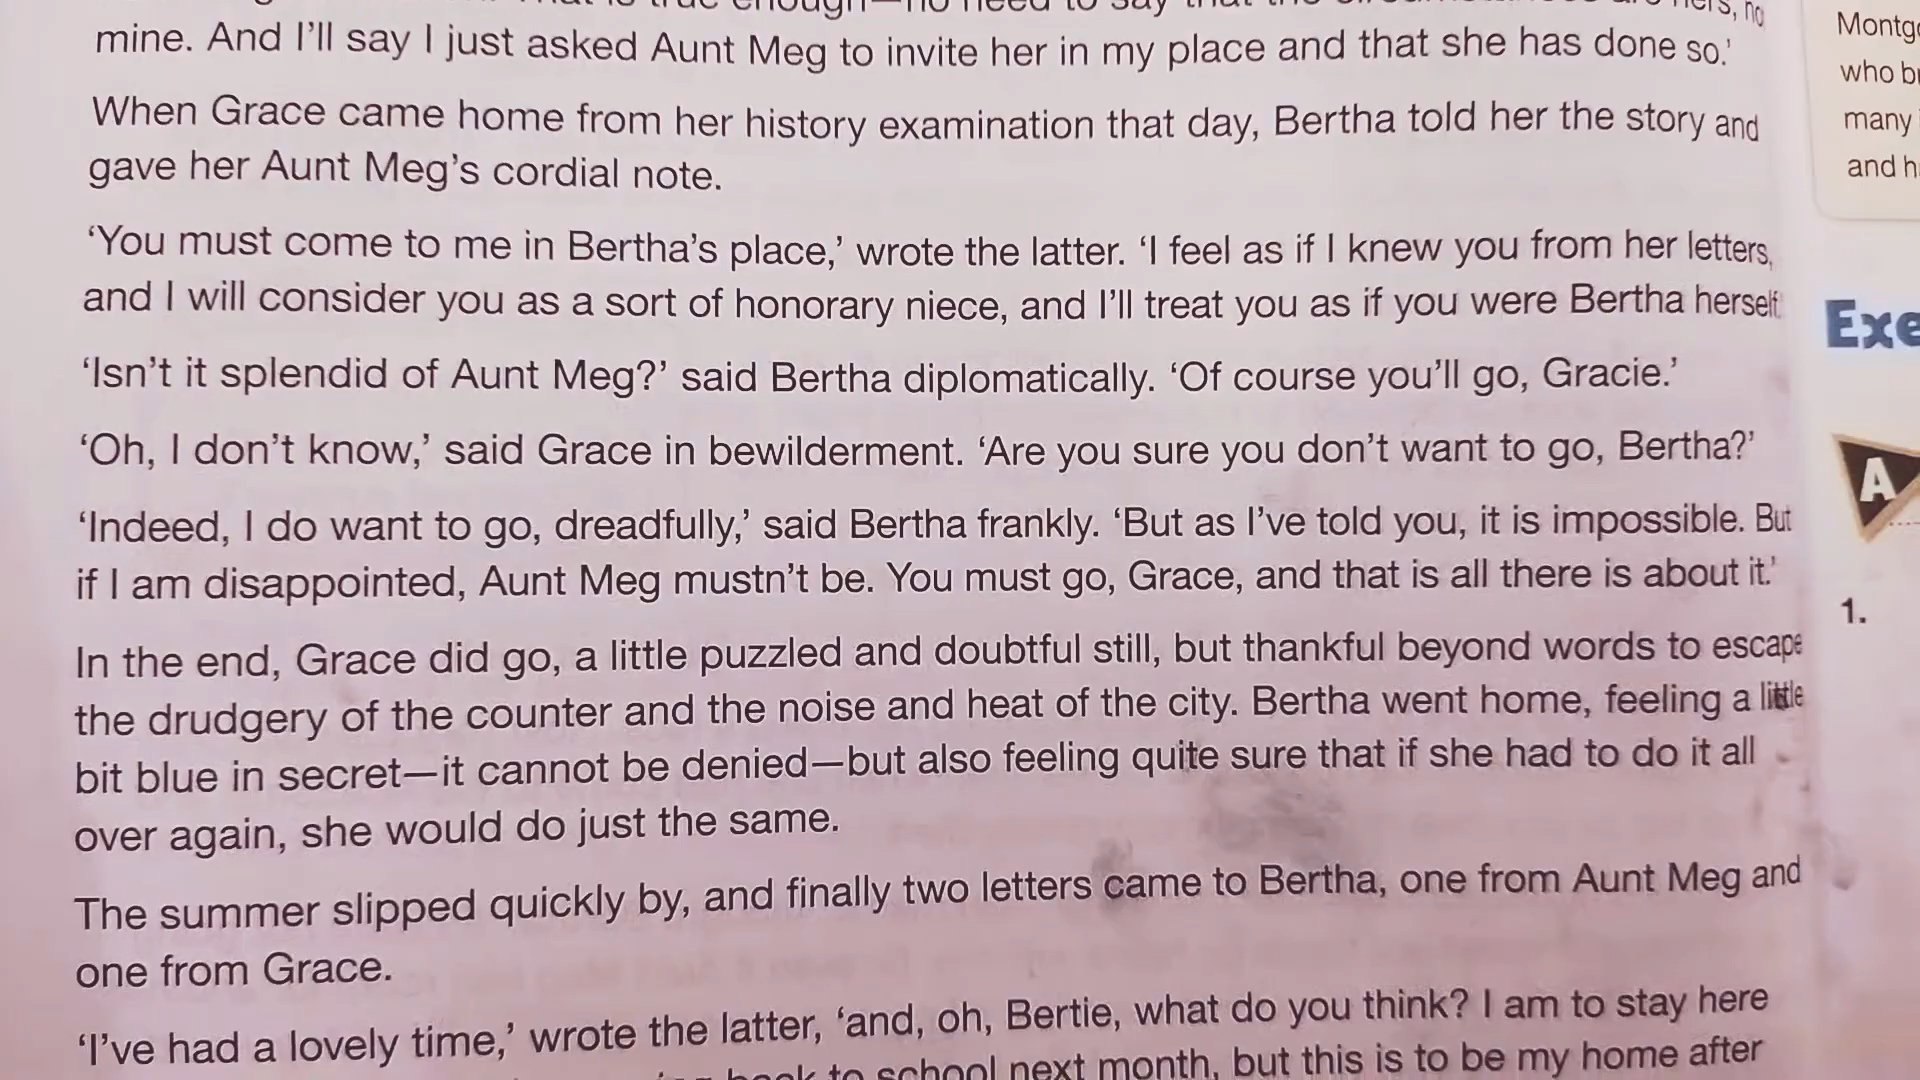 mine. And I'll say I just asked Aunt Meg to invite her in my place and that she has done so.'
When Grace came home from her history examination that day, Bertha told her the story and
gave her Aunt Meg's cordial note.
'You must come to me in Bertha's place,' wrote the latter. 'I feel as if I knew you from her letters,
and I will consider you as a sort of honorary niece, and I'll treat you as if you were Bertha herself
'Isn't it splendid of Aunt Meg?' said Bertha diplomatically. 'Of course you'll go, Gracie.'
'Oh, I don't know,' said Grace in bewilderment. 'Are you sure you don't want to go, Bertha?'
'Indeed, I do want to go, dreadfully,' said Bertha frankly. 'But as I've told you, it is impossible. But
if I am disappointed, Aunt Meg mustn't be. You must go, Grace, and that is all there is about it.'
In the end, Grace did go, a little puzzled and doubtful still, but thankful beyond words to escape
the drudgery of the counter and the noise and heat of the city. Bertha went home, feeling a little
bit blue in secret—it cannot be denied—but also feeling quite sure that if she had to do it all
over again, she would do just the same.
The summer slipped quickly by, and finally two letters came to Bertha, one from Aunt Meg and
one from Grace.
'I've had a lovely time,' wrote the latter, 'and, oh, Bertie, what do you think? I am to stay here
back to school next month, but this is to be my home after
who
many
and
A
1.